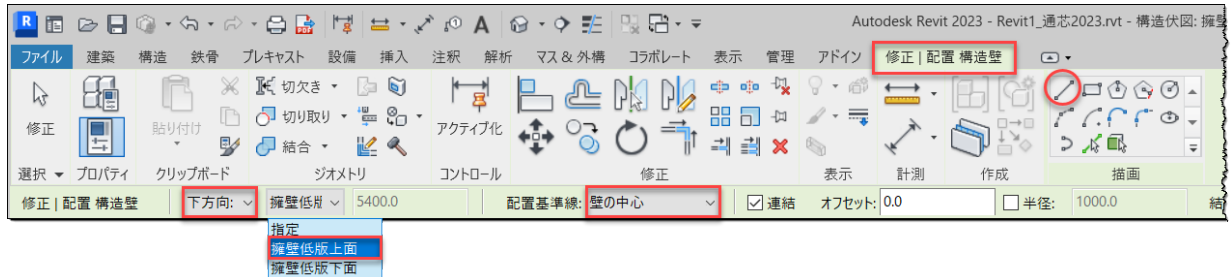 Autodesk Revit 2023 - Revit1_通芯2023.rvt - 構造伏図: 擁壁
ファイル 建築 構造 鉄骨 プレキャスト 設備 挿入 注釈 解析 マス & 外構 コラボレート 表示 管理 アドイン 修正 | 配置 構造壁
修正 貼り付け 切欠き 切り取り 結合 アクティブ化
選択 プロパティ クリップボード ジオメトリ コントロール 修正 表示 計測 作成 描画
修正 | 配置 構造壁 下方向: 擁壁低 5400.0 配置基準線: 壁の中心 連結 オフセット: 0.0 半径: 1000.0 結
指定
擁壁低版上面
擁壁低版下面